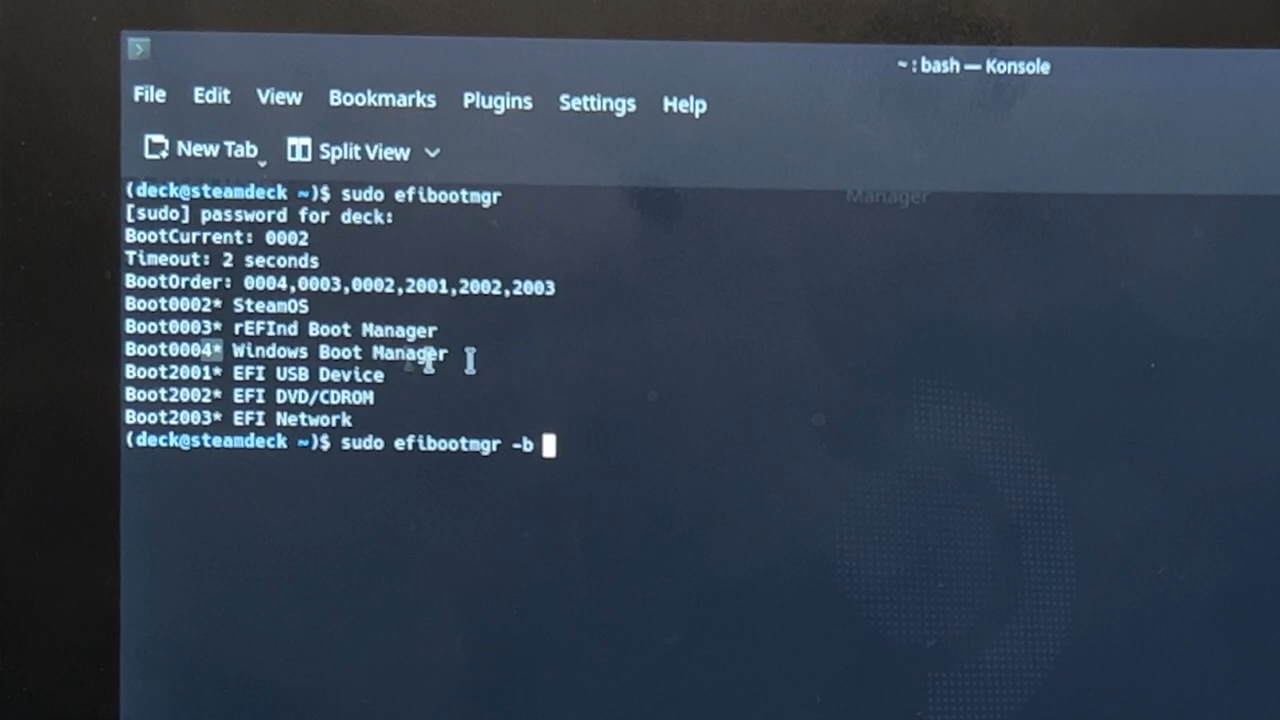 ~ : bash — Konsole
File Edit View Bookmarks Plugins Settings Help
New Tab Split View
Manager
(deck@steamdeck ~)$ sudo efibootmgr
[sudo] password for deck:
BootCurrent: 0002
Timeout: 2 seconds
BootOrder: 0004,0003,0002,2001,2002,2003
Boot0002* SteamOS
Boot0003* rEFInd Boot Manager
Boot0004* Windows Boot Manager
Boot2001* EFI USB Device
Boot2002* EFI DVD/CDROM
Boot2003* EFI Network
(deck@steamdeck ~)$ sudo efibootmgr -b